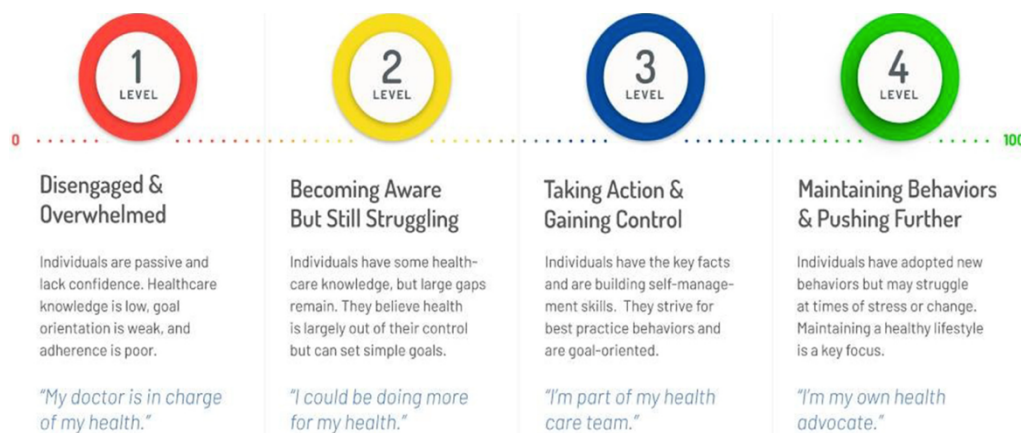 1
LEVEL
2
LEVEL
3
LEVEL
4
LEVEL
0
100
Disengaged &
Overwhelmed
Individuals are passive and
lack confidence. Healthcare
knowledge is low, goal
orientation is weak, and
adherence is poor.
"My doctor is in charge
of my health."
Becoming Aware
But Still Struggling
Individuals have some health-
care knowledge, but large gaps
remain. They believe health
is largely out of their control
but can set simple goals.
"I could be doing more
for my health."
Taking Action &
Gaining Control
Individuals have the key facts
and are building self-manage-
ment skills. They strive for
best practice behaviors and
are goal-oriented.
"I'm part of my health
care team."
Maintaining Behaviors
& Pushing Further
Individuals have adopted new
behaviors but may struggle
at times of stress or change.
Maintaining a healthy lifestyle
is a key focus.
"I'm my own health
advocate."